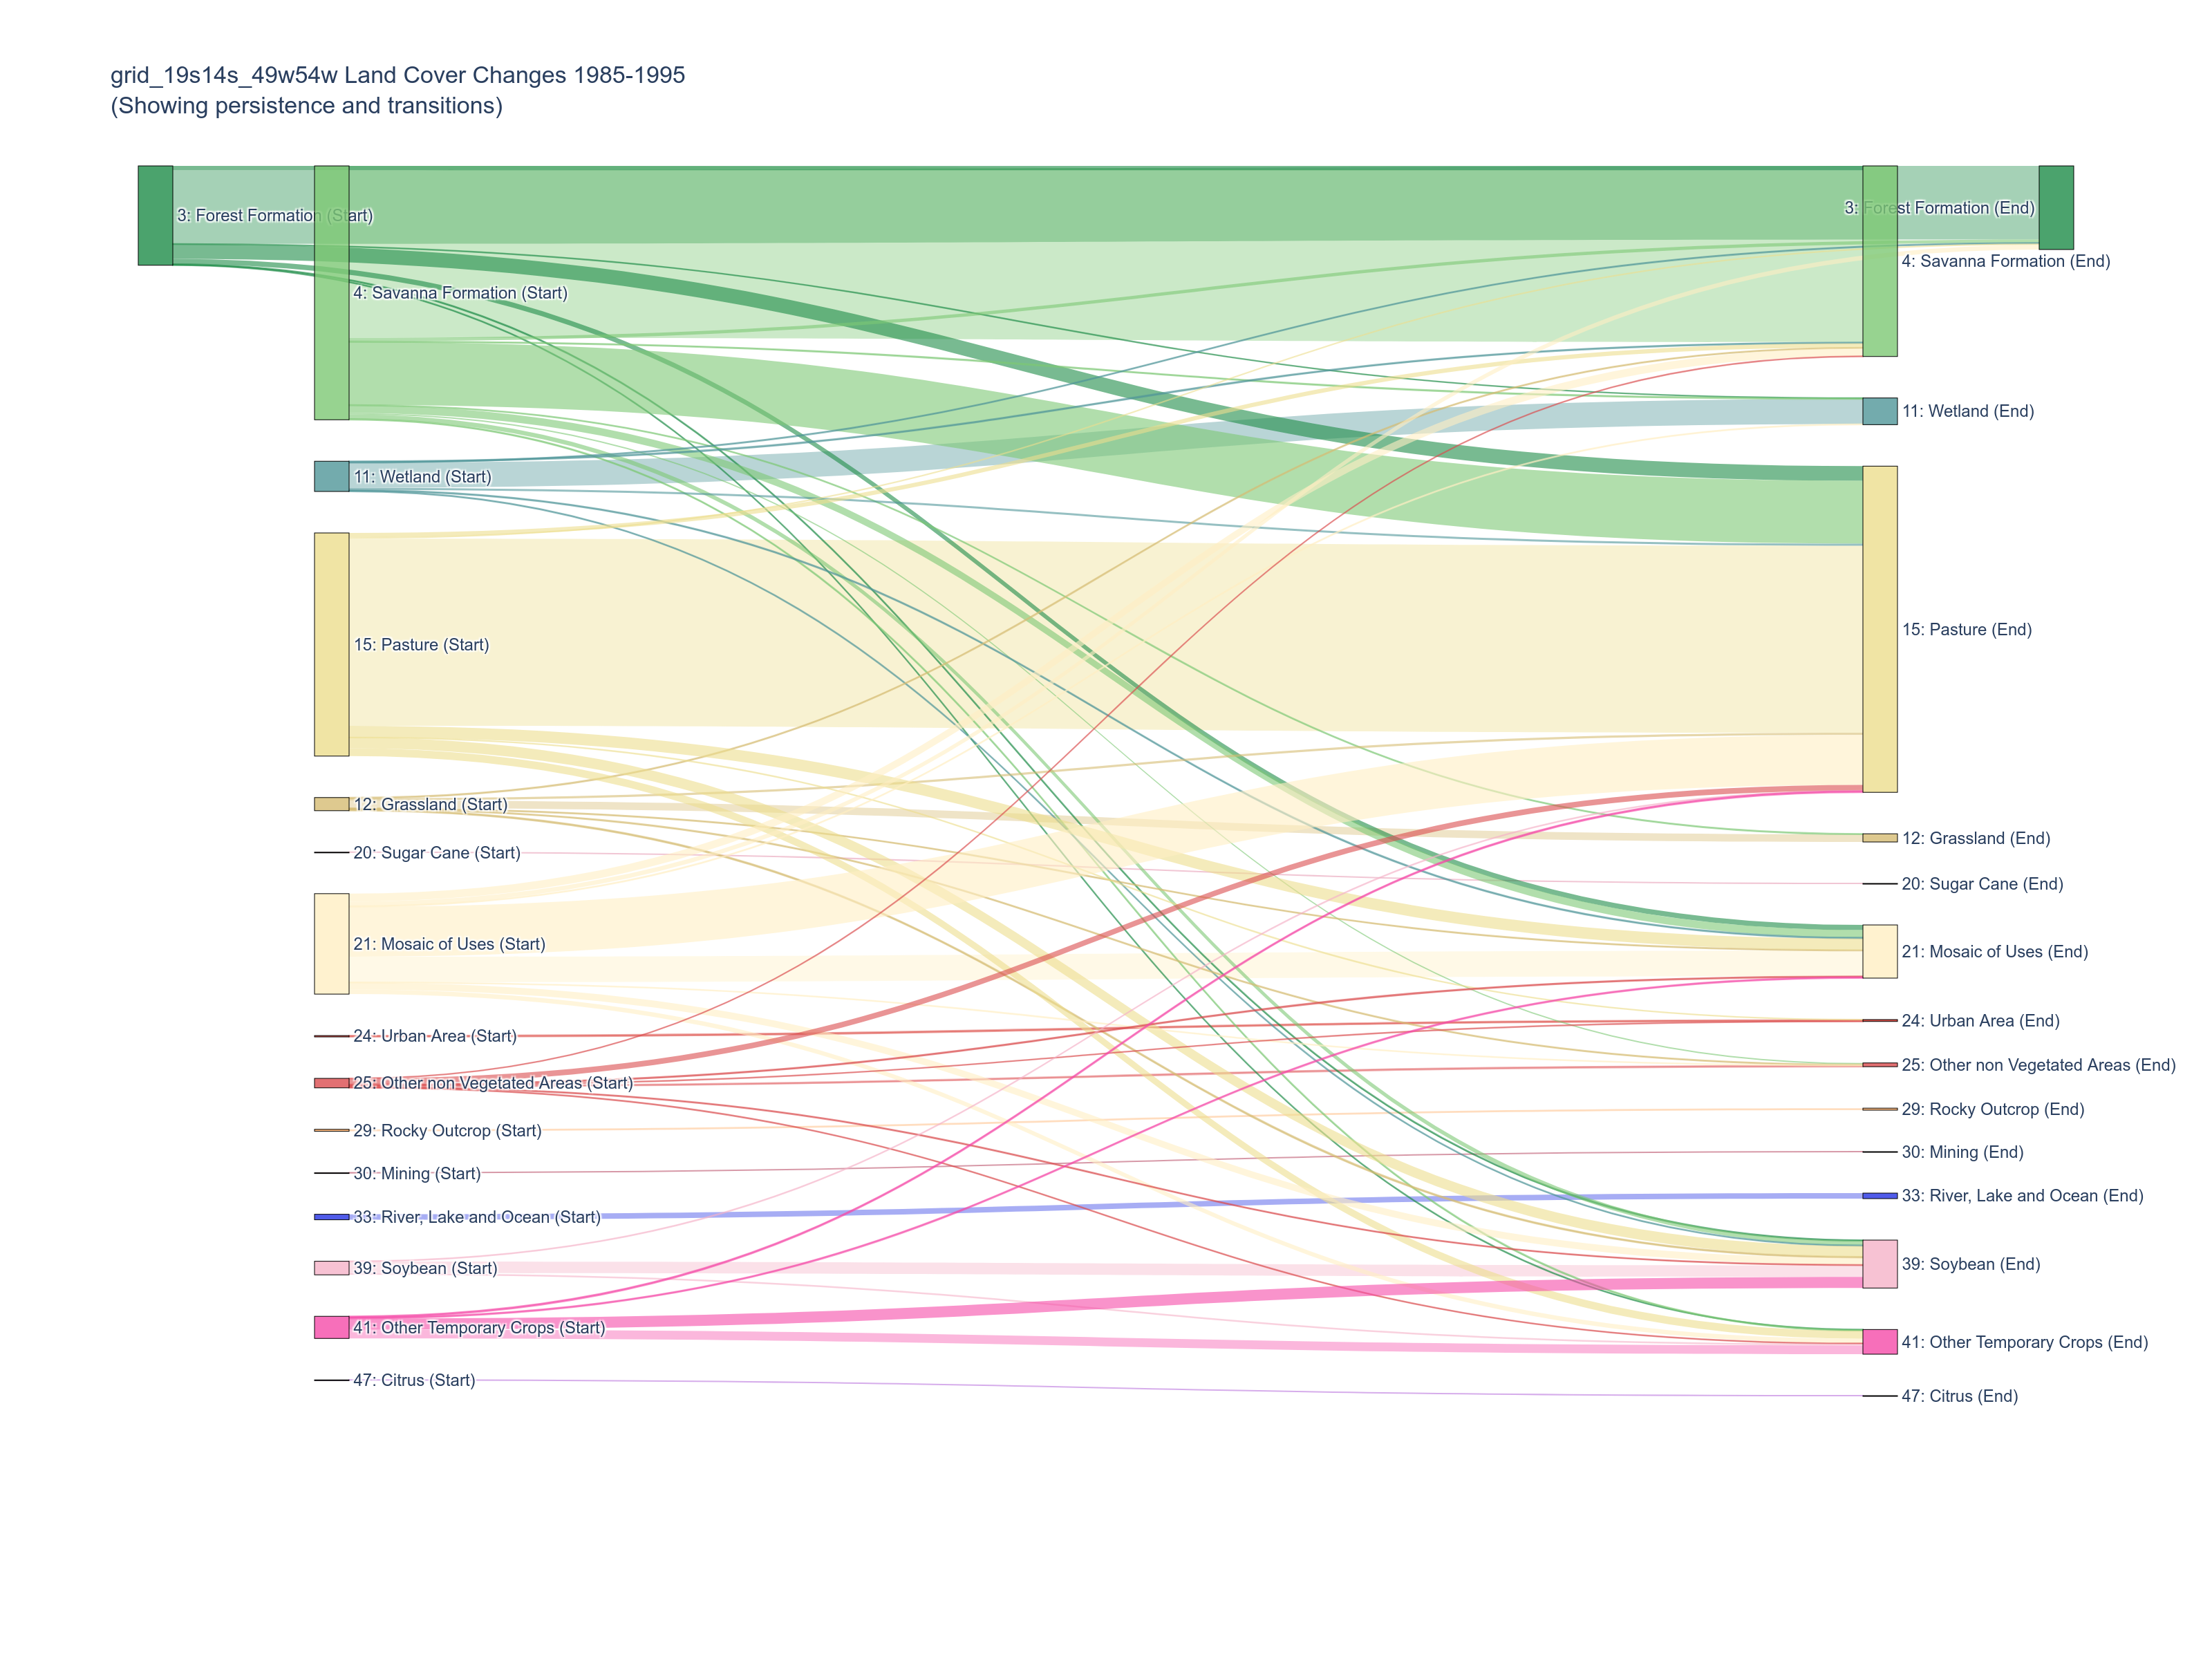 grid_19s14s_49w54w Land Cover Changes 1985-1995
(Showing persistence and transitions)
3: Forest Formation (Start)
4: Savanna Formation (Start)
11: Wetland (Start)
15: Pasture (Start)
12: Grassland (Start)
20: Sugar Cane (Start)
21: Mosaic of Uses (Start)
24: Urban Area (Start)
25: Other non Vegetated Areas (Start)
29: Rocky Outcrop (Start)
30: Mining (Start)
33: River, Lake and Ocean (Start)
39: Soybean (Start)
41: Other Temporary Crops (Start)
47: Citrus (Start)
3: Forest Formation (End)
4: Savanna Formation (End)
11: Wetland (End)
15: Pasture (End)
12: Grassland (End)
20: Sugar Cane (End)
21: Mosaic of Uses (End)
24: Urban Area (End)
25: Other non Vegetated Areas (End)
29: Rocky Outcrop (End)
30: Mining (End)
33: River, Lake and Ocean (End)
39: Soybean (End)
41: Other Temporary Crops (End)
47: Citrus (End)